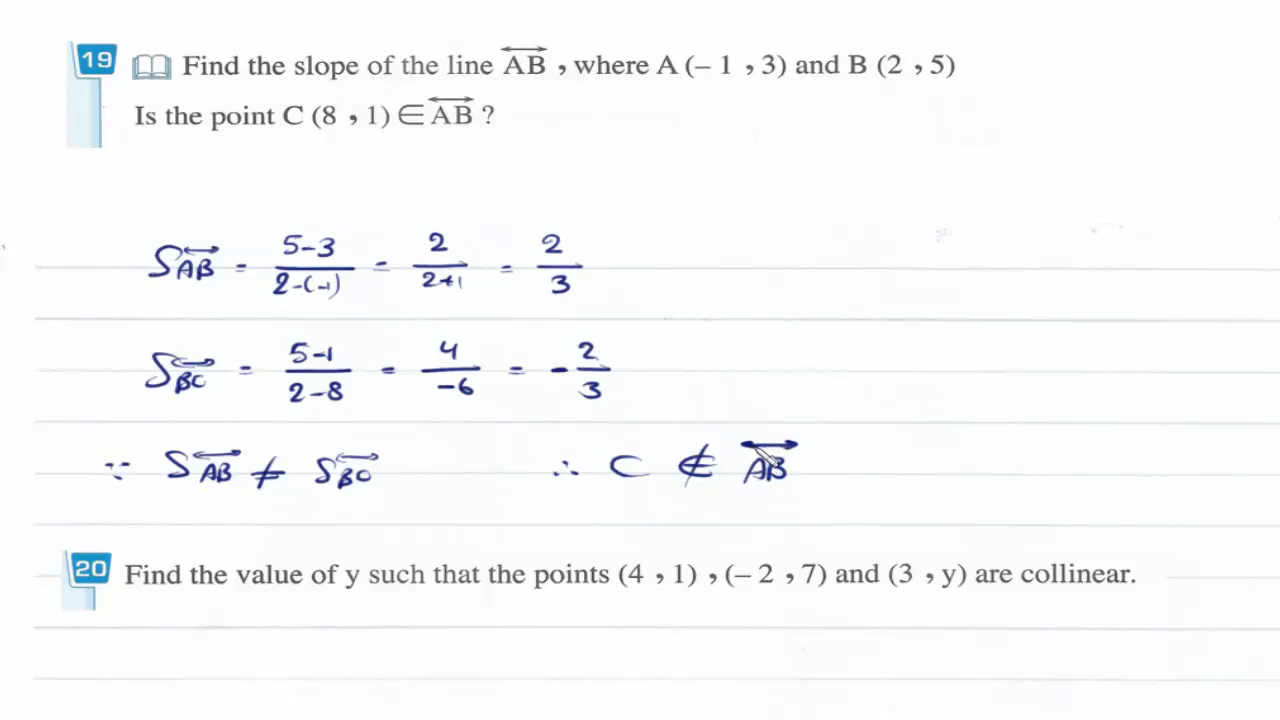 19 Find the slope of the line AB , where A (– 1 , 3) and B (2 , 5)
Is the point C (8 , 1) ∈ AB ?
S AB = 5-3 / 2-(-1) = 2 / 2+1 = 2 / 3
S BC = 5-1 / 2-8 = 4 / -6 = - 2 / 3
∵ S AB ≠ S BC ∴ C ∉ AB
20 Find the value of y such that the points (4 , 1) , (– 2 , 7) and (3 , y) are collinear.